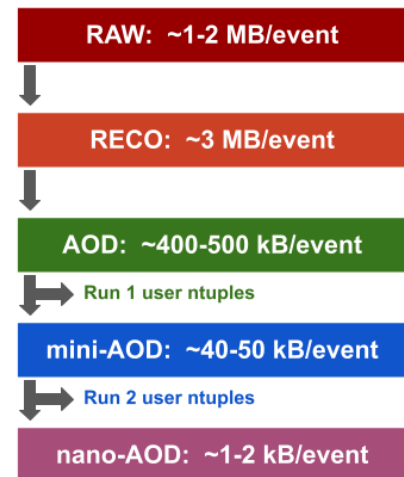 RAW: ~1-2 MB/event
RECO: ~3 MB/event
AOD: ~400-500 kB/event
Run 1 user ntuples
mini-AOD: ~40-50 kB/event
Run 2 user ntuples
nano-AOD: ~1-2 kB/event